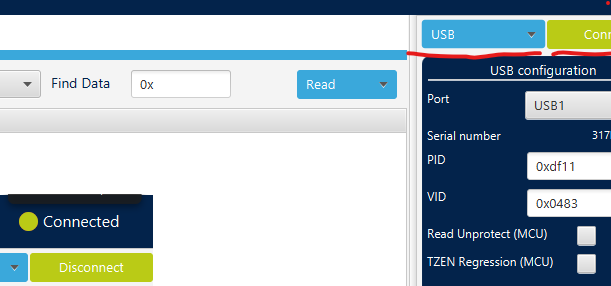 USB
Conn
USB configuration
Find Data
0x
Read
Port
USB1
Serial number
317
PID
0xdf11
VID
0x0483
Connected
Disconnect
Read Unprotect (MCU)
TZEN Regression (MCU)